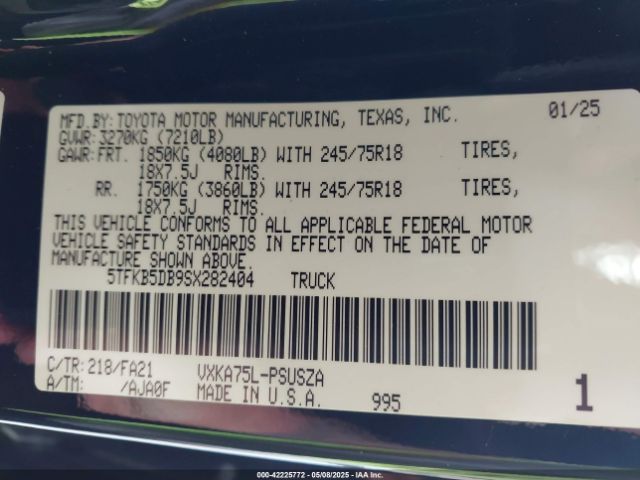 MFD.BY: TOYOTA MOTOR MANUFACTURING, TEXAS, INC. 01/25
GVWR: 3270KG (7210LB)
GAWR: FRT. 1850KG (4080LB) WITH 245/75R18 TIRES,
18X7.5J RIMS.
RR. 1750KG (3860LB) WITH 245/75R18 TIRES,
18X7.5J RIMS.
THIS VEHICLE CONFORMS TO ALL APPLICABLE FEDERAL MOTOR
VEHICLE SAFETY STANDARDS IN EFFECT ON THE DATE OF
MANUFACTURE SHOWN ABOVE.
5TFKB5DB9SX282404 TRUCK
C/TR: 218/FA21 VXKA75L-PSUSZA
A/TM: /AJA0F MADE IN U.S.A. 995 1
000-42225772 - 05/08/2025 - IAAI.COM